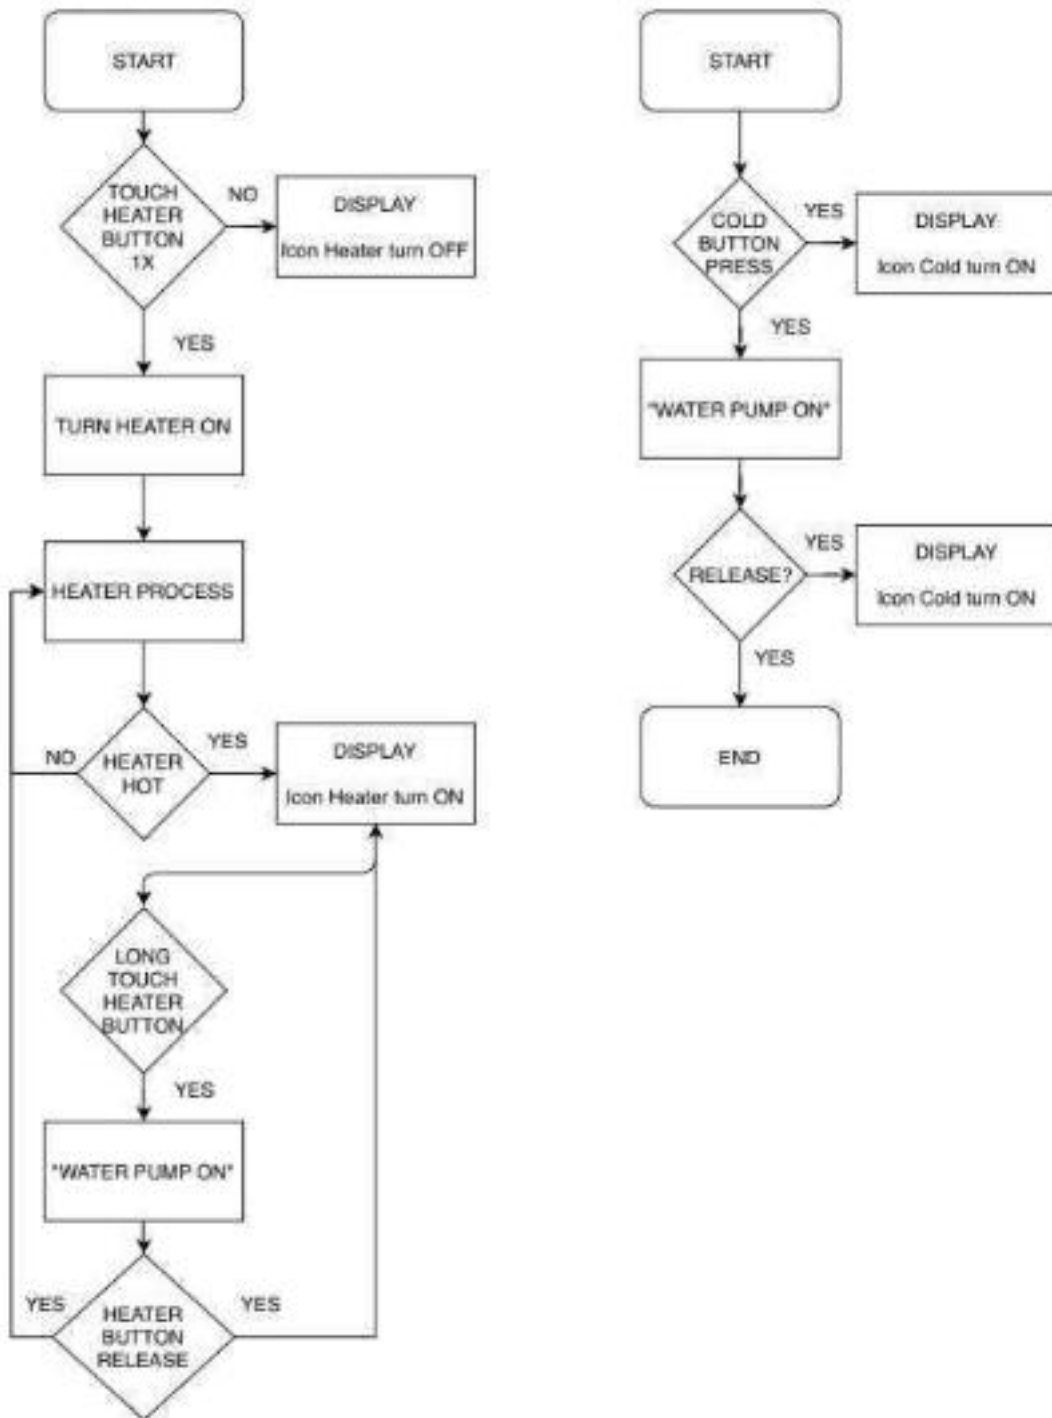 START
TOUCH
HEATER
BUTTON
1X
NO
DISPLAY
Icon Heater turn OFF
YES
TURN HEATER ON
HEATER PROCESS
HEATER
HOT
NO
YES
DISPLAY
Icon Heater turn ON
LONG
TOUCH
HEATER
BUTTON
YES
"WATER PUMP ON"
YES
HEATER
BUTTON
RELEASE
YES
START
COLD
BUTTON
PRESS
YES
DISPLAY
Icon Cold turn ON
YES
"WATER PUMP ON"
RELEASE?
YES
DISPLAY
Icon Cold turn ON
YES
END